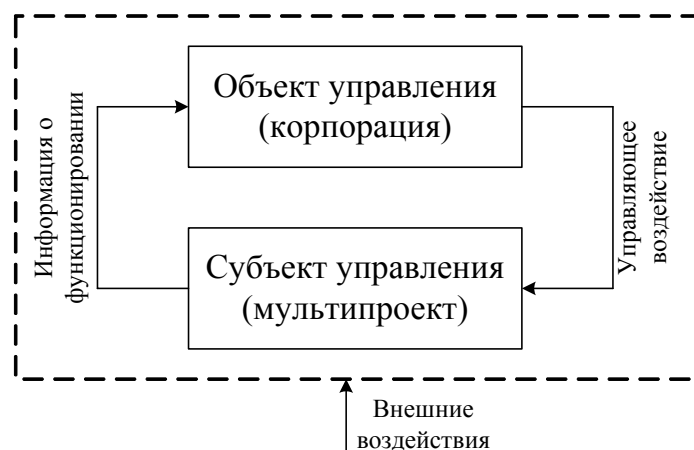 Объект управления
(корпорация)
Информация о
функционировании
Управляющее
воздействие
Субъект управления
(мультипроект)
Внешние
воздействия